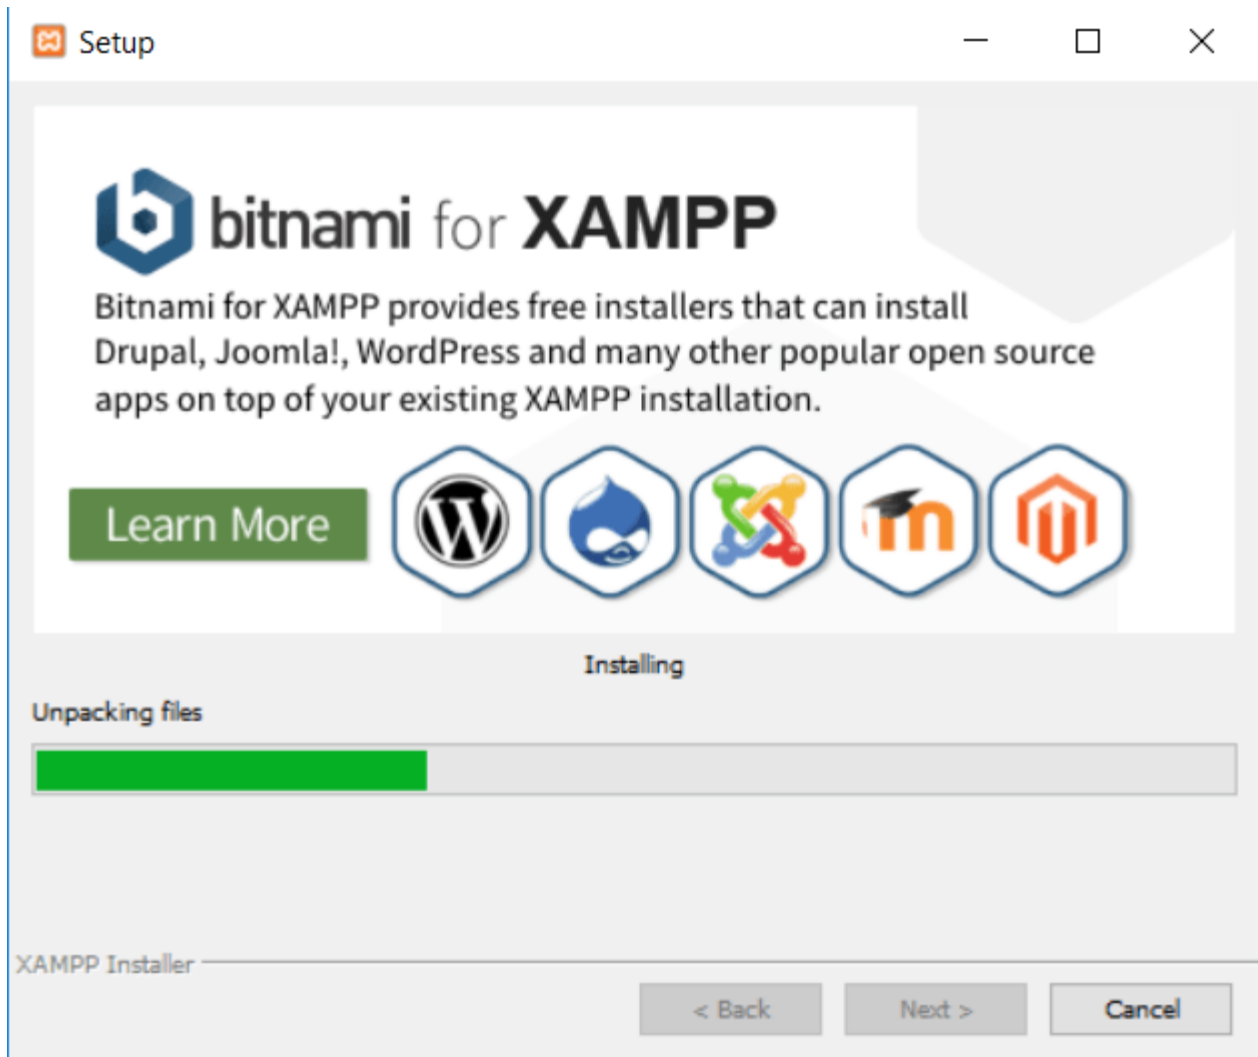 Setup
bitnami for XAMPP
Bitnami for XAMPP provides free installers that can install
Drupal, Joomla!, WordPress and many other popular open source
apps on top of your existing XAMPP installation.
Learn More
Installing
Unpacking files
XAMPP Installer
< Back Next > Cancel